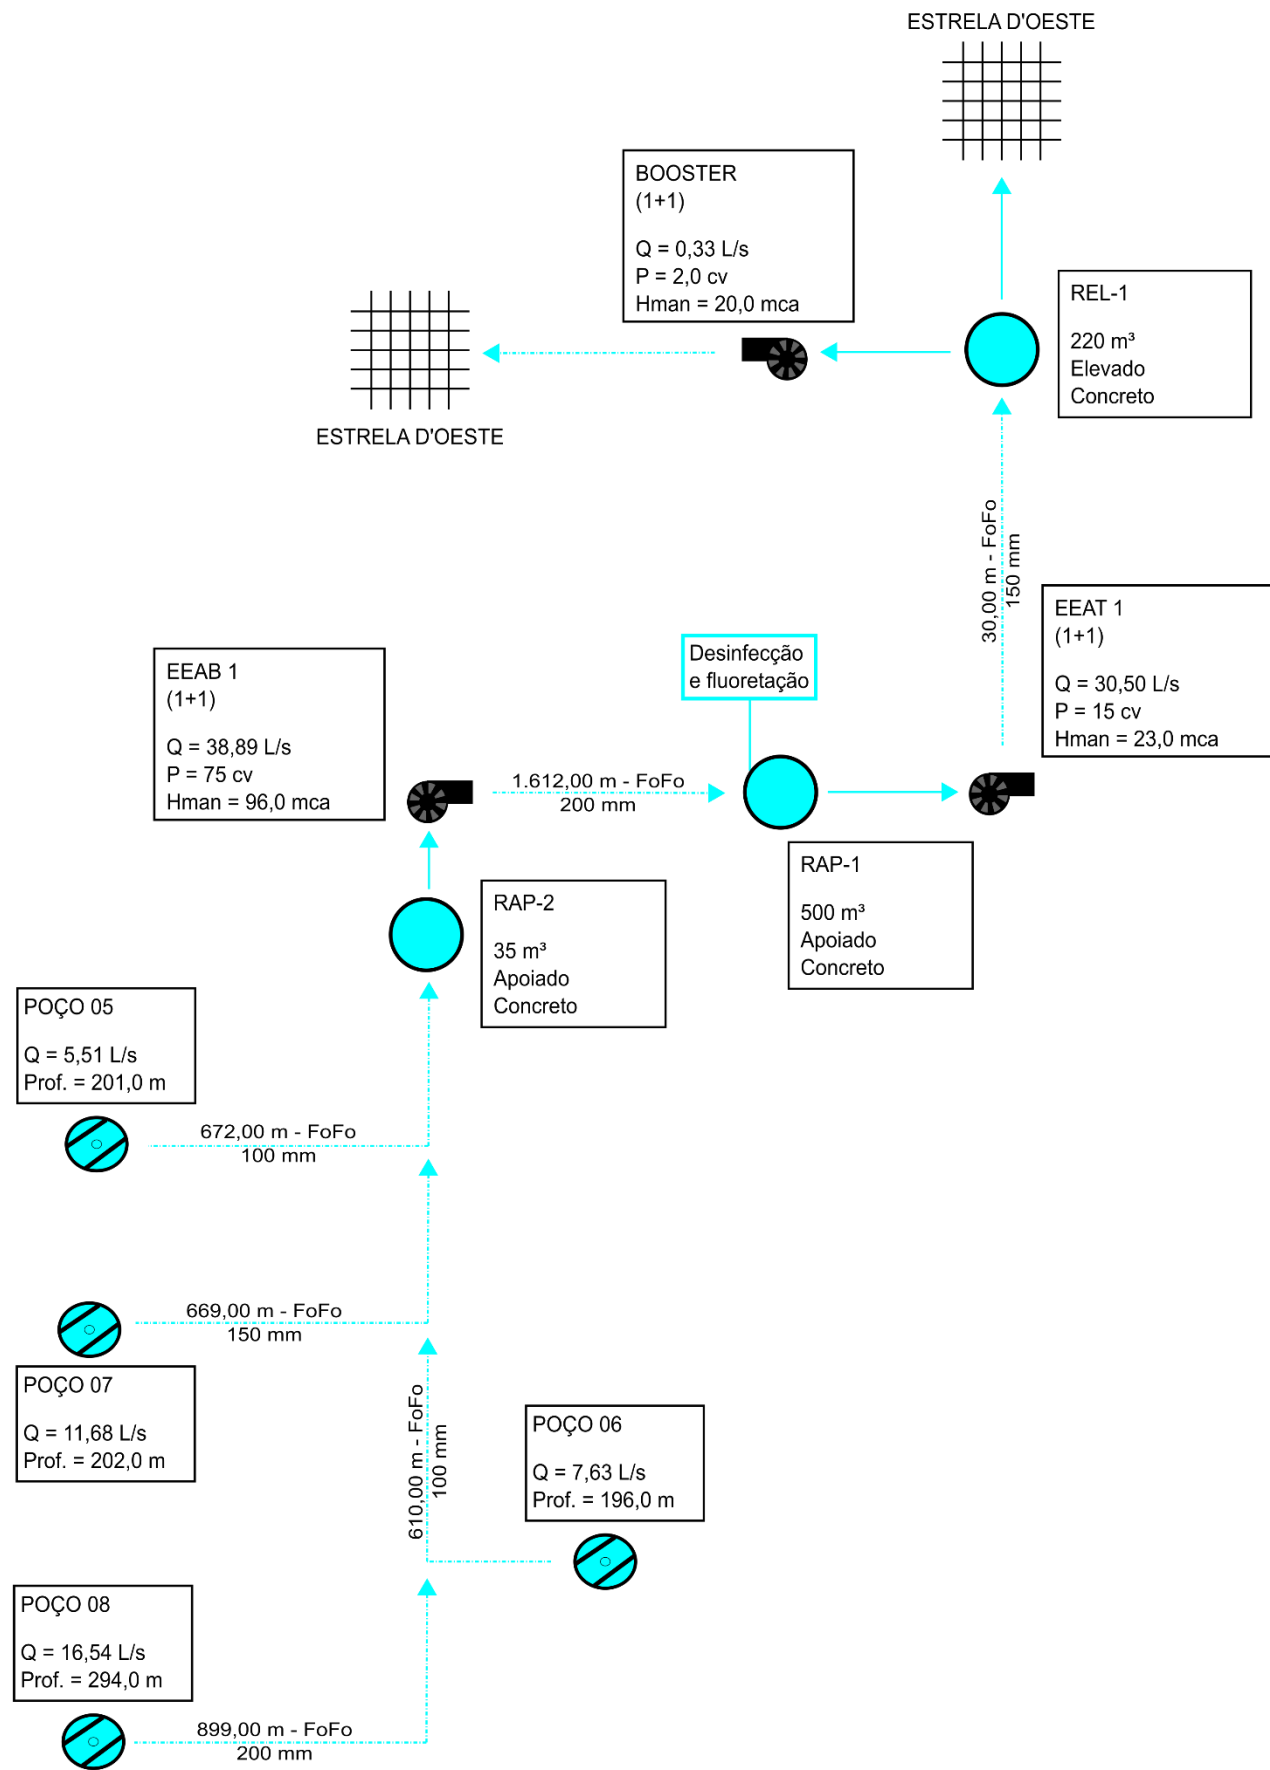 ESTRELA D'OESTE
BOOSTER
(1+1)
Q = 0,33 L/s
P = 2,0 cv
Hman = 20,0 mca
REL-1
220 m³
Elevado
Concreto
ESTRELA D'OESTE
30,00 m - FoFo
150 mm
EEAT 1
(1+1)
Q = 30,50 L/s
P = 15 cv
Hman = 23,0 mca
Desinfecção
e fluoretação
EEAB 1
(1+1)
Q = 38,89 L/s
P = 75 cv
Hman = 96,0 mca
1.612,00 m - FoFo
200 mm
RAP-1
500 m³
Apoiado
Concreto
RAP-2
35 m³
Apoiado
Concreto
POÇO 05
Q = 5,51 L/s
Prof. = 201,0 m
672,00 m - FoFo
100 mm
669,00 m - FoFo
150 mm
POÇO 07
Q = 11,68 L/s
Prof. = 202,0 m
610,00 m - FoFo
100 mm
POÇO 06
Q = 7,63 L/s
Prof. = 196,0 m
POÇO 08
Q = 16,54 L/s
Prof. = 294,0 m
899,00 m - FoFo
200 mm